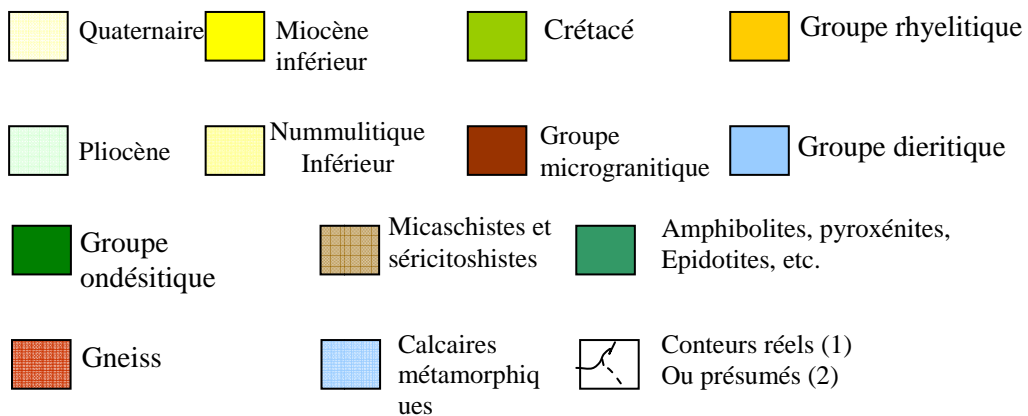 Quaternaire
Miocène
inférieur
Crétacé
Groupe rhyelitique
Pliocène
Nummulitique
Inférieur
Groupe
microgranitique
Groupe dieritique
Groupe
ondésitique
Micaschistes et
séricitoshistes
Amphibolites, pyroxénites,
Epidotites, etc.
Gneiss
Calcaires
métamorphiq
ues
Conteurs réels (1)
Ou présumés (2)